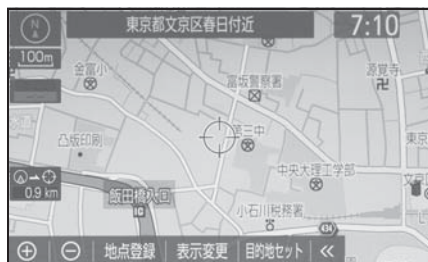 N
東京都文京区春日付近
7:10
100m
金富小
富坂警察署
源覚寺
凸版印刷
第三中
東京
中央大理工学部
0.9 km
飯田橋入口
小石川税務署
434
地点登録
表示変更
目的地セット